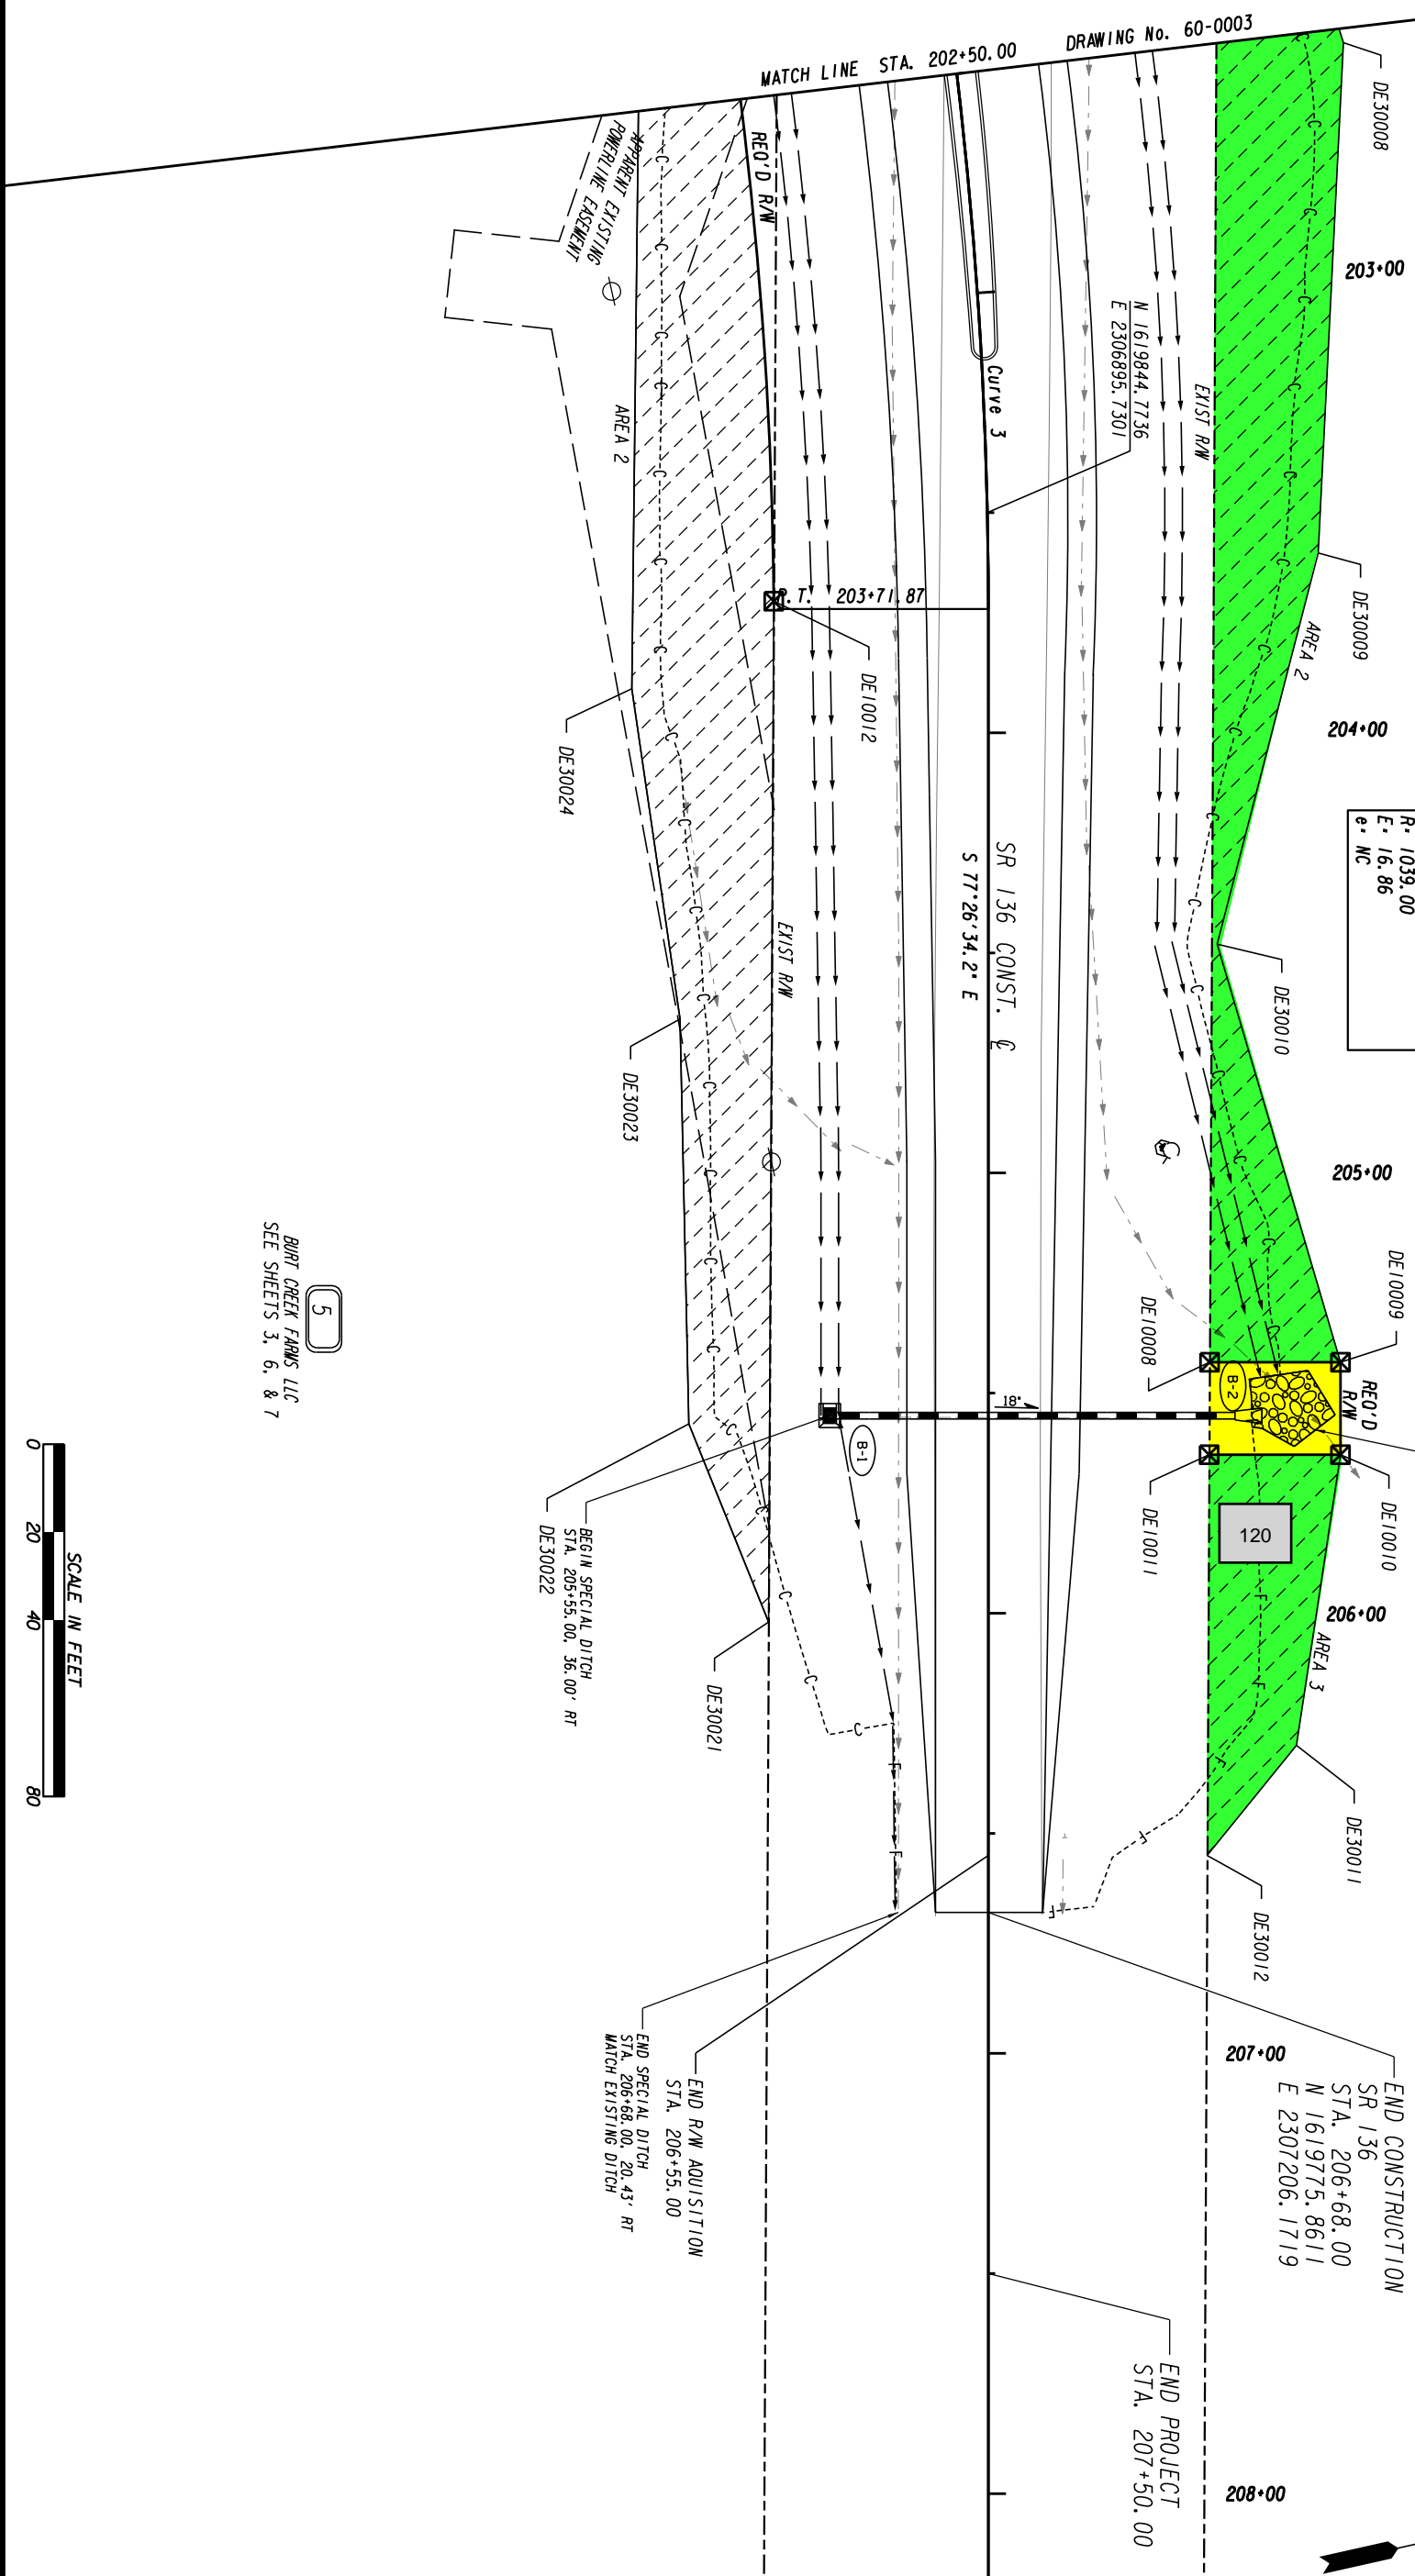 MATCH LINE STA. 202+50.00 DRAWING No. 60-0003
DE30008
203+00
APPARENT EXISTING
POWERLINE EASEMENT
REQ'D R/W
N 1619844.7736
E 2306895.7301
Curve 3
EXIST R/W
AREA 2
DE30009
AREA 2
P.T. 203+71.87
DE10012
204+00
DE30024
R= 1039.00
E= 16.86
e= NC
SR 136 CONST. ℄
S 77°26'34.2" E
EXIST R/W
DE30010
DE30023
205+00
DE10009
DE10008
REQ'D
R/W
B-2
18"
B-1
5
BURT CREEK FARMS LLC
SEE SHEETS 3, 6, & 7
DE10011
DE10010
120
206+00
AREA 3
BEGIN SPECIAL DITCH
STA. 205+55.00, 36.00' RT
DE30022
DE30021
DE30011
DE30012
0 20 40 80
SCALE IN FEET
207+00
END CONSTRUCTION
SR 136
STA. 206+68.00
N 1619775.8611
E 2307206.1719
END R/W AQUISITION
STA. 206+55.00
END SPECIAL DITCH
STA. 206+68.00, 20.43' RT
MATCH EXISTING DITCH
END PROJECT
STA. 207+50.00
208+00